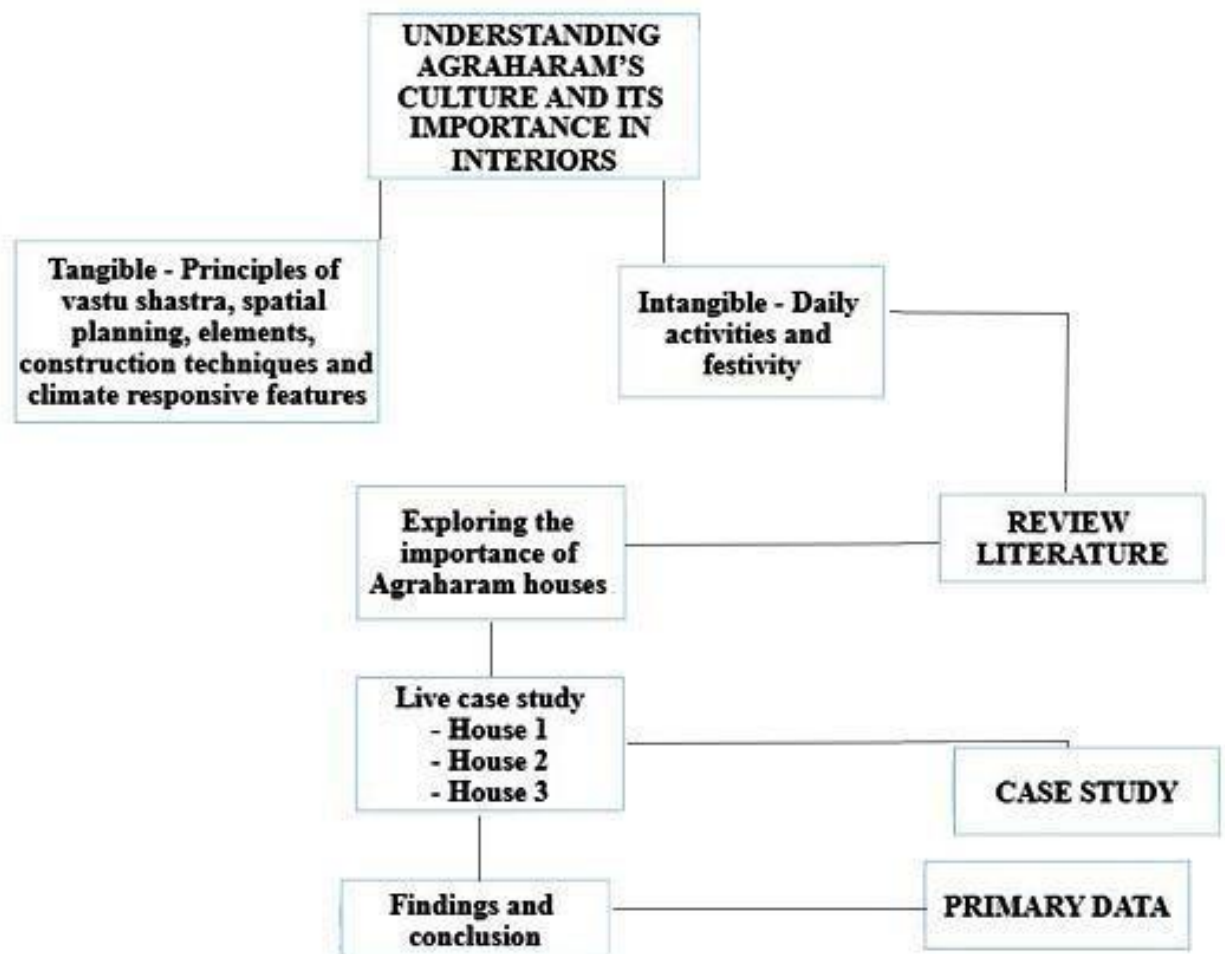 UNDERSTANDING
AGRAHARAM'S
CULTURE AND ITS
IMPORTANCE IN
INTERIORS
Tangible - Principles of
vastu shastra, spatial
planning, elements,
construction techniques and
climate responsive features
Intangible - Daily
activities and
festivity
Exploring the
importance of
Agraharam houses
REVIEW
LITERATURE
Live case study
- House 1
- House 2
- House 3
CASE STUDY
Findings and
conclusion
PRIMARY DATA